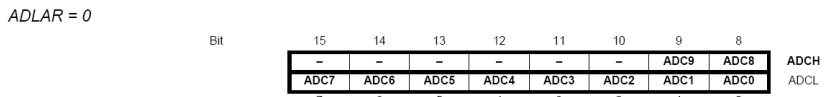 ADLAR = 0
Bit 15 14 13 12 11 10 9 8
– – – – – – ADC9 ADC8 ADCH
ADC7 ADC6 ADC5 ADC4 ADC3 ADC2 ADC1 ADC0 ADCL